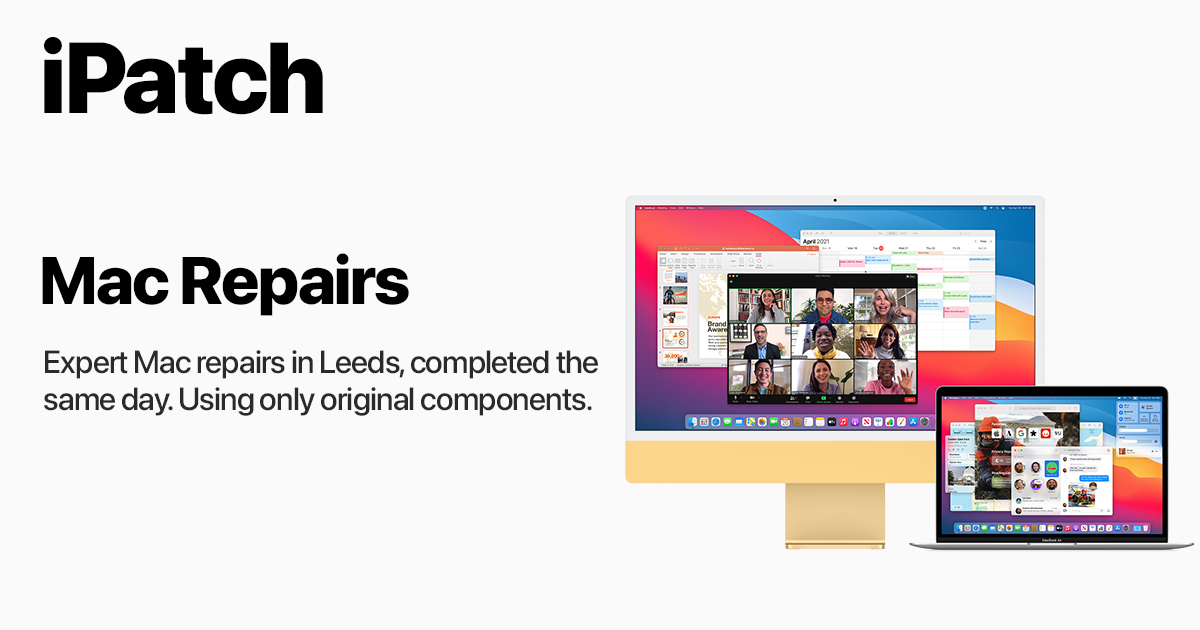 iPatch
Mac Repairs
Expert Mac repairs in Leeds, completed the
same day. Using only original components.
April 2021
Brand
Aware
MacBook Air